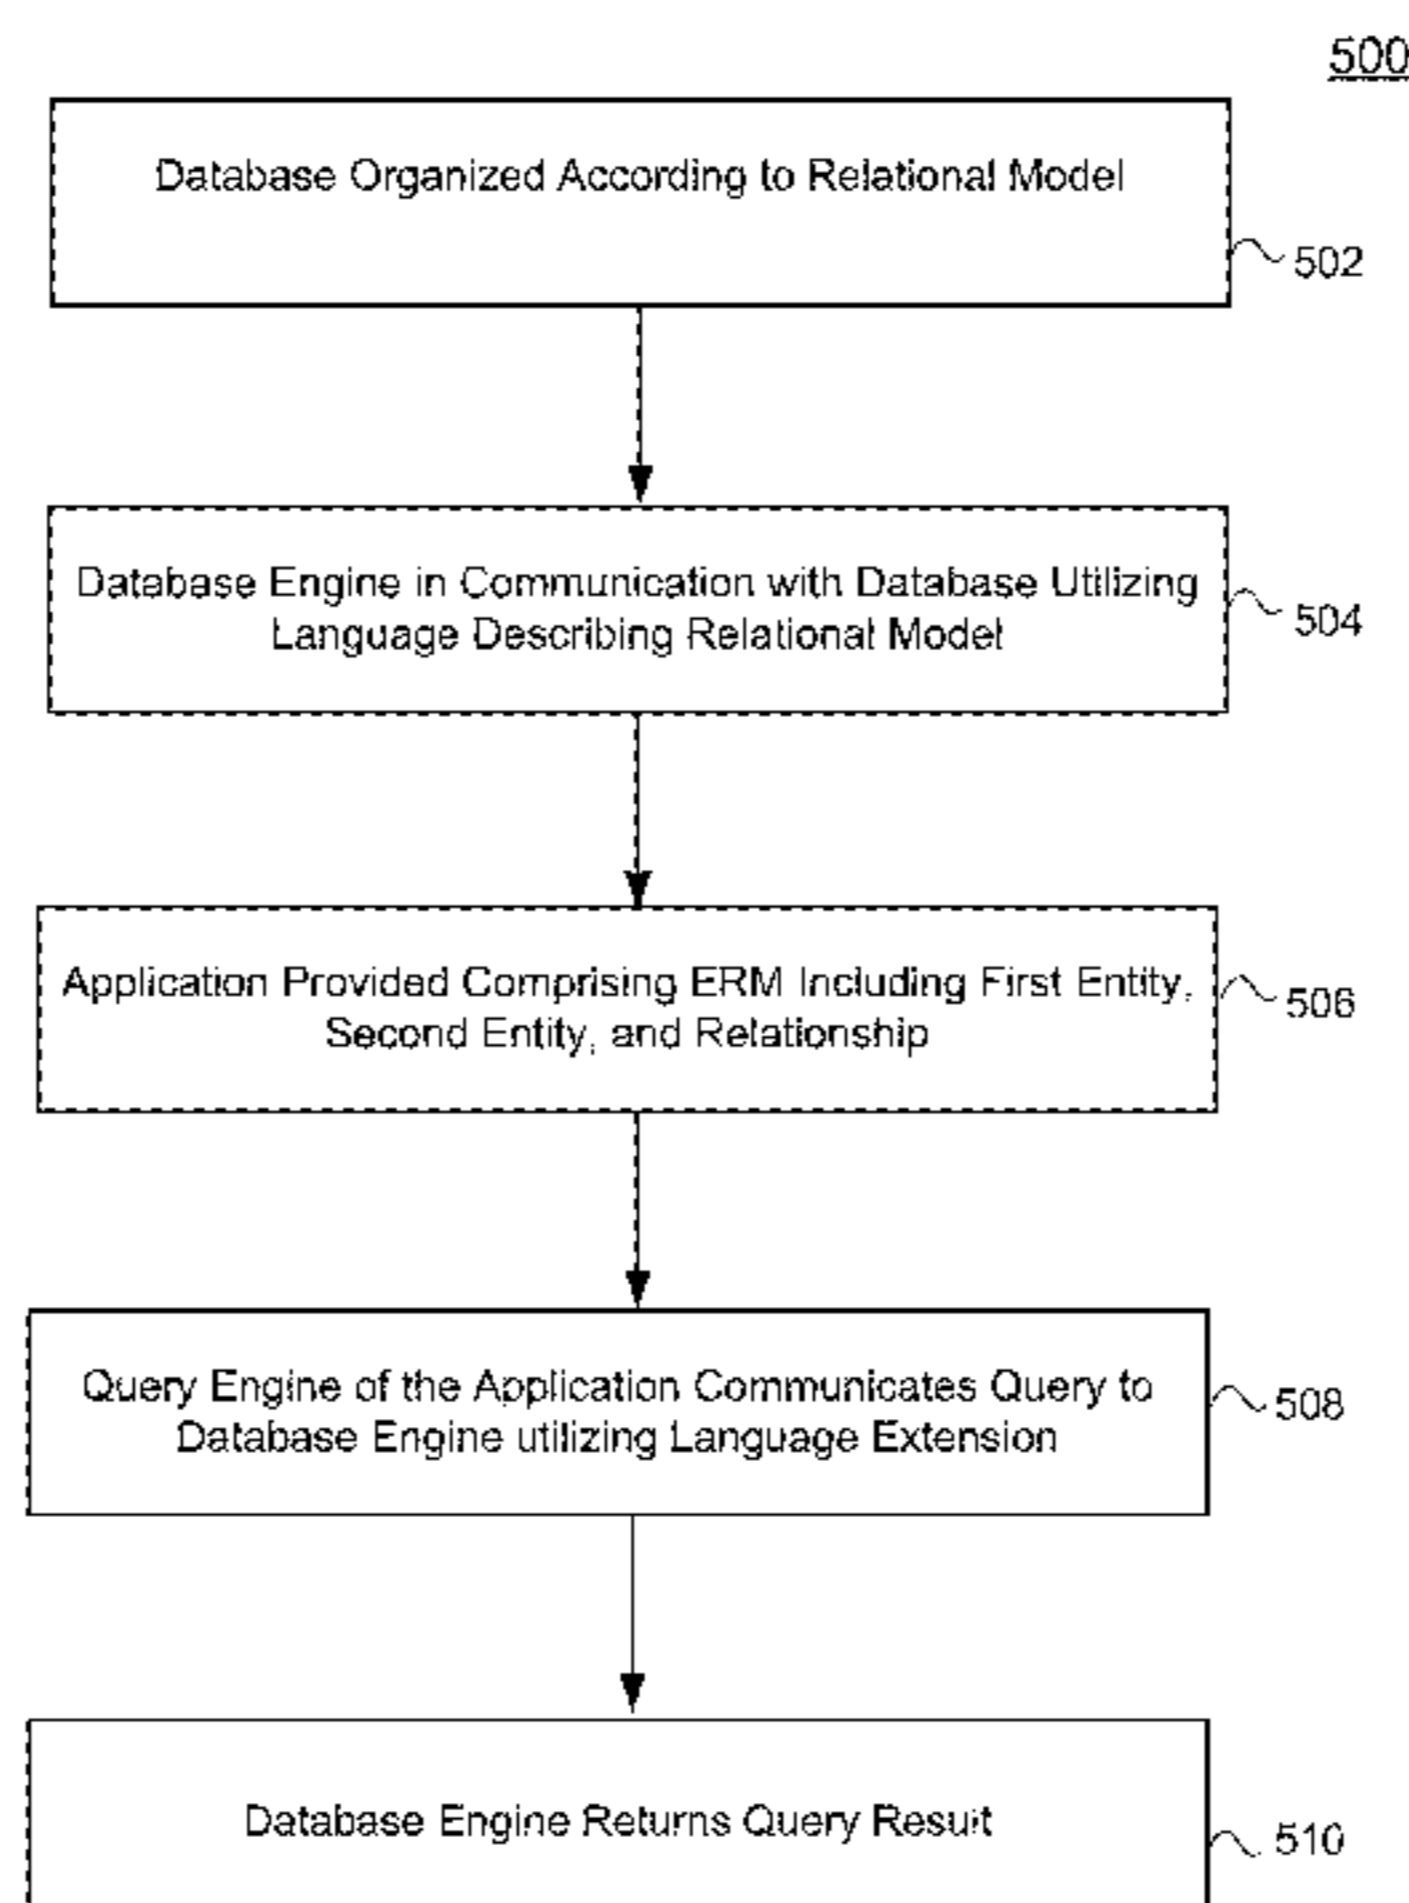 500
Database Organized According to Relational Model
502
Database Engine in Communication with Database Utilizing
Language Describing Relational Model
504
Application Provided Comprising ERM Including First Entity,
Second Entity, and Relationship
506
Query Engine of the Application Communicates Query to
Database Engine utilizing Language Extension
508
Database Engine Returns Query Result
510